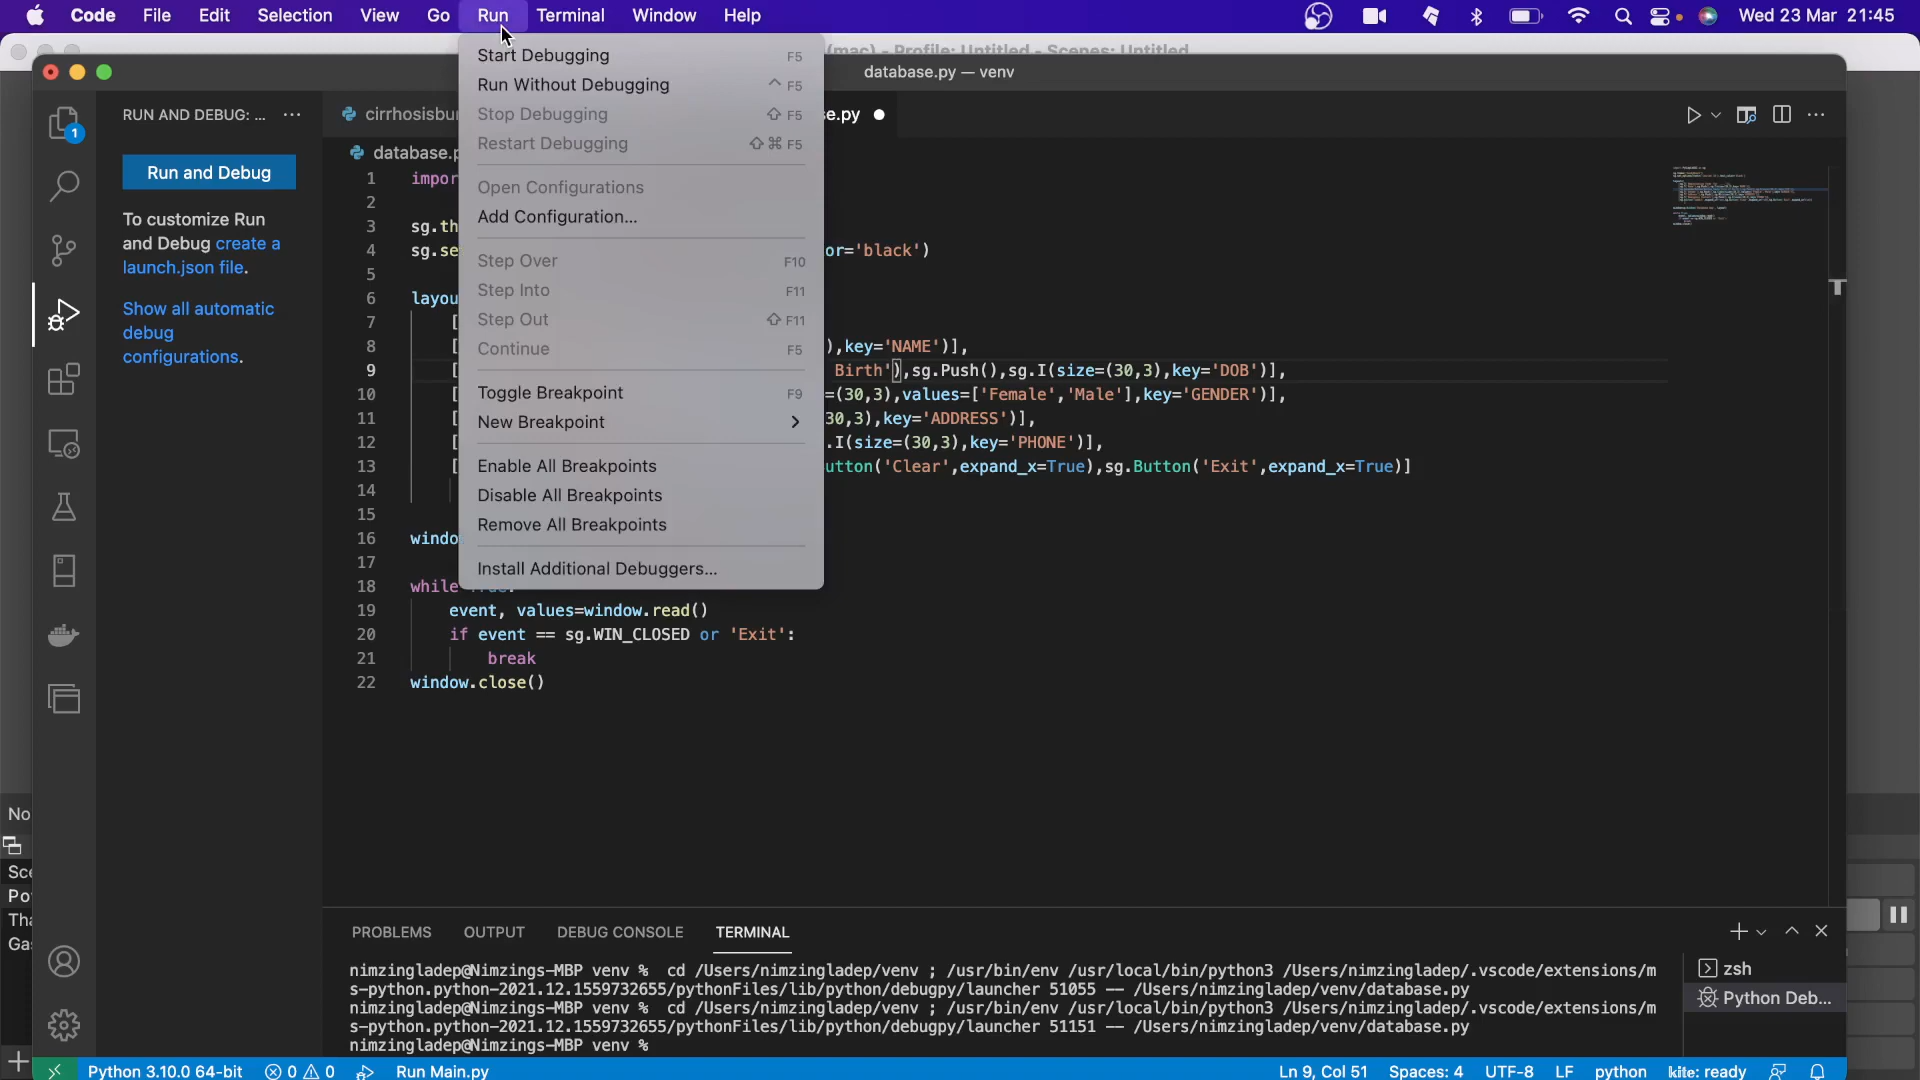 Code File Edit Selection View Go Run Terminal Window Help Wed 23 Mar 21:45
(mac) - Profile: Untitled - Scenes: Untitled
database.py — venv
Start Debugging F5
Run Without Debugging ^ F5
Stop Debugging ⇧ F5
Restart Debugging ⇧ ⌘ F5
Open Configurations
Add Configuration...
Step Over F10
Step Into F11
Step Out ⇧ F11
Continue F5
Toggle Breakpoint F9
New Breakpoint >
Enable All Breakpoints
Disable All Breakpoints
Remove All Breakpoints
Install Additional Debuggers...
1
RUN AND DEBUG: ... ...
Run and Debug
To customize Run
and Debug create a
launch.json file.
Show all automatic
debug
configurations.
cirrhosisbu
se.py
database.p
1 impor
2
3 sg.th
4 sg.se or='black')
5
6 layou
7 [
8 [ ),key='NAME')],
9 [ Birth'),sg.Push(),sg.I(size=(30,3),key='DOB')],
10 [ =(30,3),values=['Female','Male'],key='GENDER')],
11 [ 30,3),key='ADDRESS')],
12 [ .I(size=(30,3),key='PHONE')],
13 [ utton('Clear',expand_x=True),sg.Button('Exit',expand_x=True)]
14
15
16 windo
17
18 while
19 event, values=window.read()
20 if event == sg.WIN_CLOSED or 'Exit':
21 break
22 window.close()
PROBLEMS OUTPUT DEBUG CONSOLE TERMINAL
nimzingladep@Nimzings-MBP venv % cd /Users/nimzingladep/venv ; /usr/bin/env /usr/local/bin/python3 /Users/nimzingladep/.vscode/extensions/m
s-python.python-2021.12.1559732655/pythonFiles/lib/python/debugpy/launcher 51055 -- /Users/nimzingladep/venv/database.py
nimzingladep@Nimzings-MBP venv % cd /Users/nimzingladep/venv ; /usr/bin/env /usr/local/bin/python3 /Users/nimzingladep/.vscode/extensions/m
s-python.python-2021.12.1559732655/pythonFiles/lib/python/debugpy/launcher 51151 -- /Users/nimzingladep/venv/database.py
nimzingladep@Nimzings-MBP venv %
zsh
Python Deb...
No
Sce
Po
Tha
Gas
Python 3.10.0 64-bit 0 0 Run Main.py Ln 9, Col 51 Spaces: 4 UTF-8 LF python kite: ready